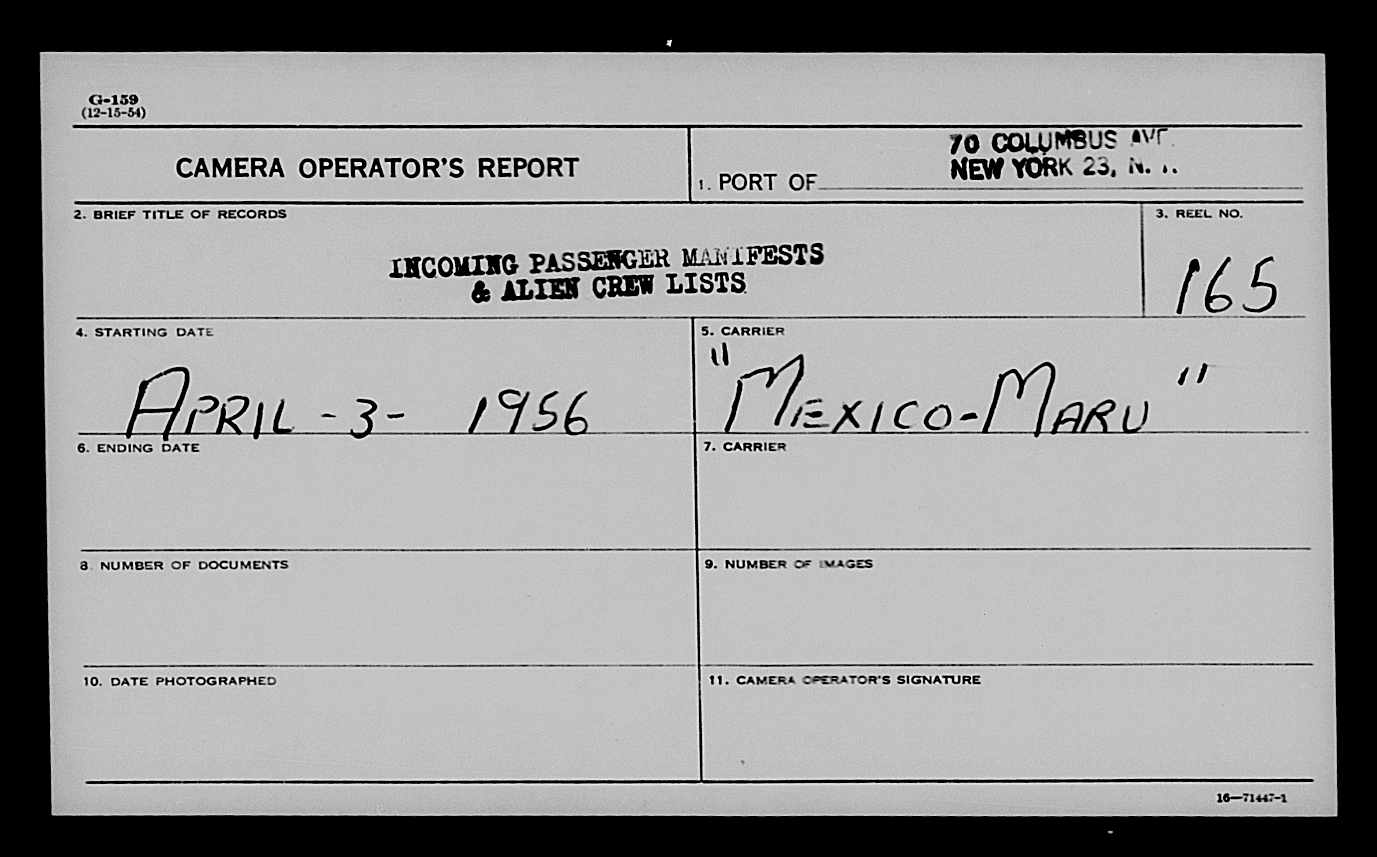 G-159
(12-15-54)
CAMERA OPERATOR'S REPORT
1. PORT OF
70 COLUMBUS AVE.
NEW YORK 23, N. Y.
2. BRIEF TITLE OF RECORDS
INCOMING PASSENGER MANIFESTS
& ALIEN CREW LISTS
3. REEL NO.
165
4. STARTING DATE
APRIL - 3 - 1956
5. CARRIER
"MEXICO-MARU"
6. ENDING DATE
7. CARRIER
8. NUMBER OF DOCUMENTS
9. NUMBER OF IMAGES
10. DATE PHOTOGRAPHED
11. CAMERA OPERATOR'S SIGNATURE
16—71447-1